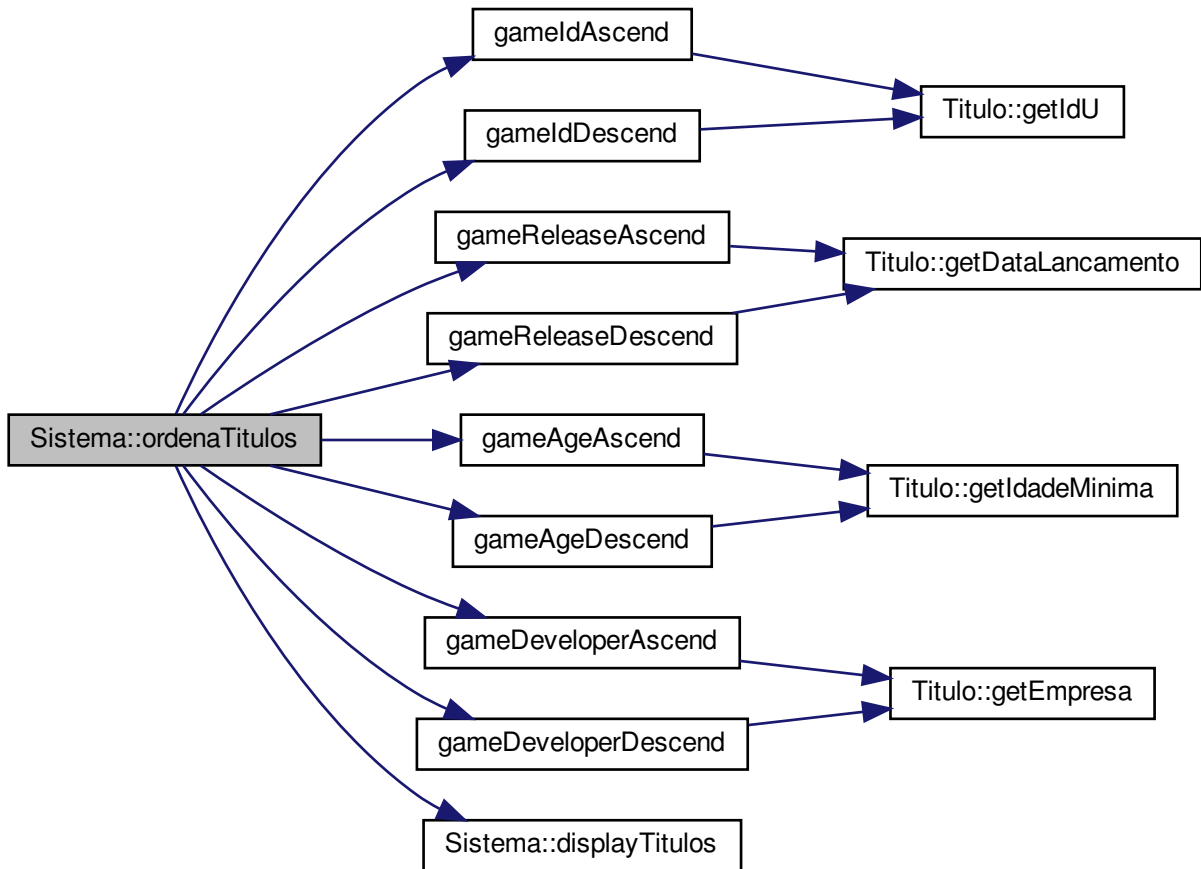 gameIdAscend
Titulo::getIdU
gameIdDescend
gameReleaseAscend
Titulo::getDataLancamento
gameReleaseDescend
Sistema::ordenaTitulos
gameAgeAscend
Titulo::getIdadeMinima
gameAgeDescend
gameDeveloperAscend
Titulo::getEmpresa
gameDeveloperDescend
Sistema::displayTitulos